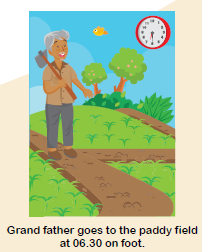 Grand father goes to the paddy field
at 06.30 on foot.